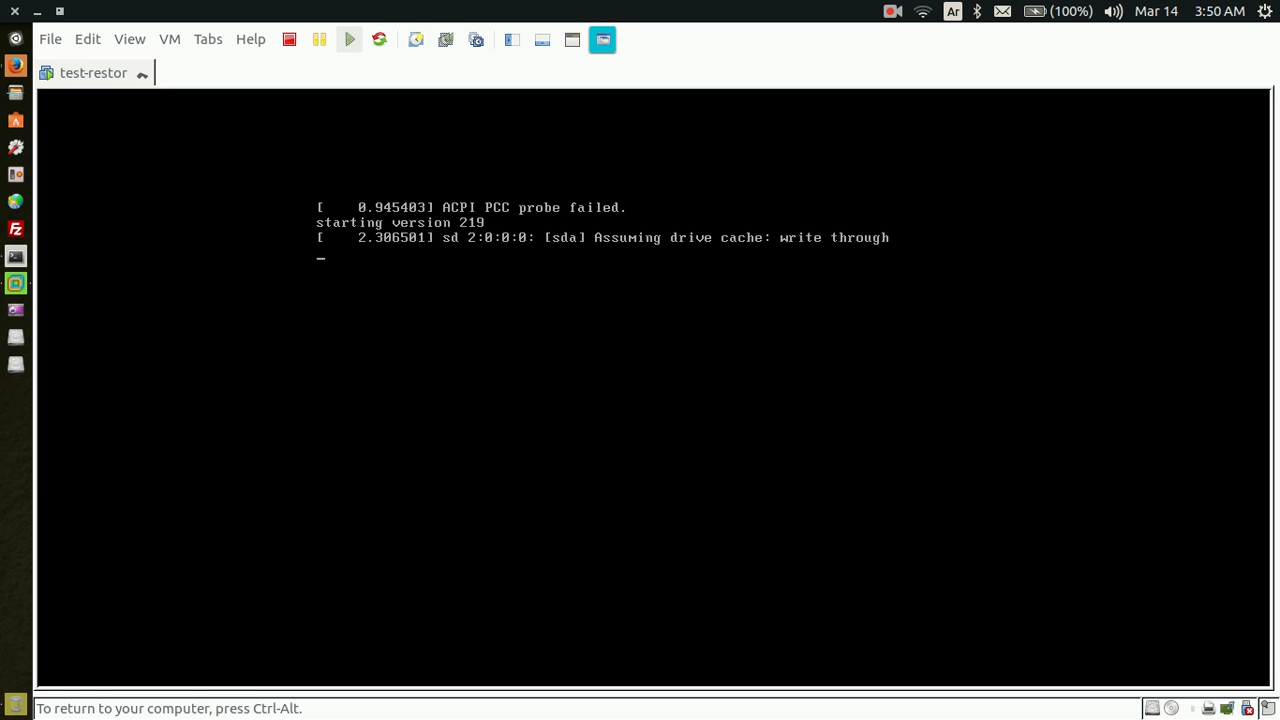 Ar
(100%)
Mar 14
3:50 AM
File Edit View VM Tabs Help
test-restor
[    0.945403] ACPI PCC probe failed.
starting version 219
[    2.306501] sd 2:0:0:0: [sda] Assuming drive cache: write through
_
To return to your computer, press Ctrl-Alt.